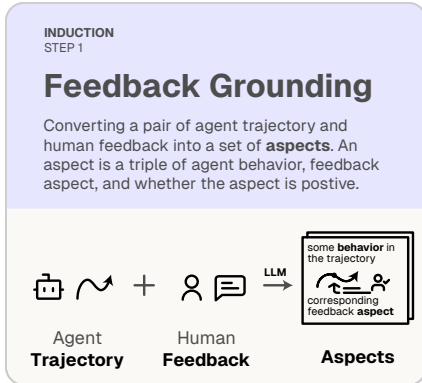 INDUCTION
STEP 1
Feedback Grounding
Converting a pair of agent trajectory and
human feedback into a set of aspects. An
aspect is a triple of agent behavior, feedback
aspect, and whether the aspect is postive.
some behavior in
the trajectory
LLM
corresponding
feedback aspect
Agent
Trajectory
Human
Feedback
Aspects